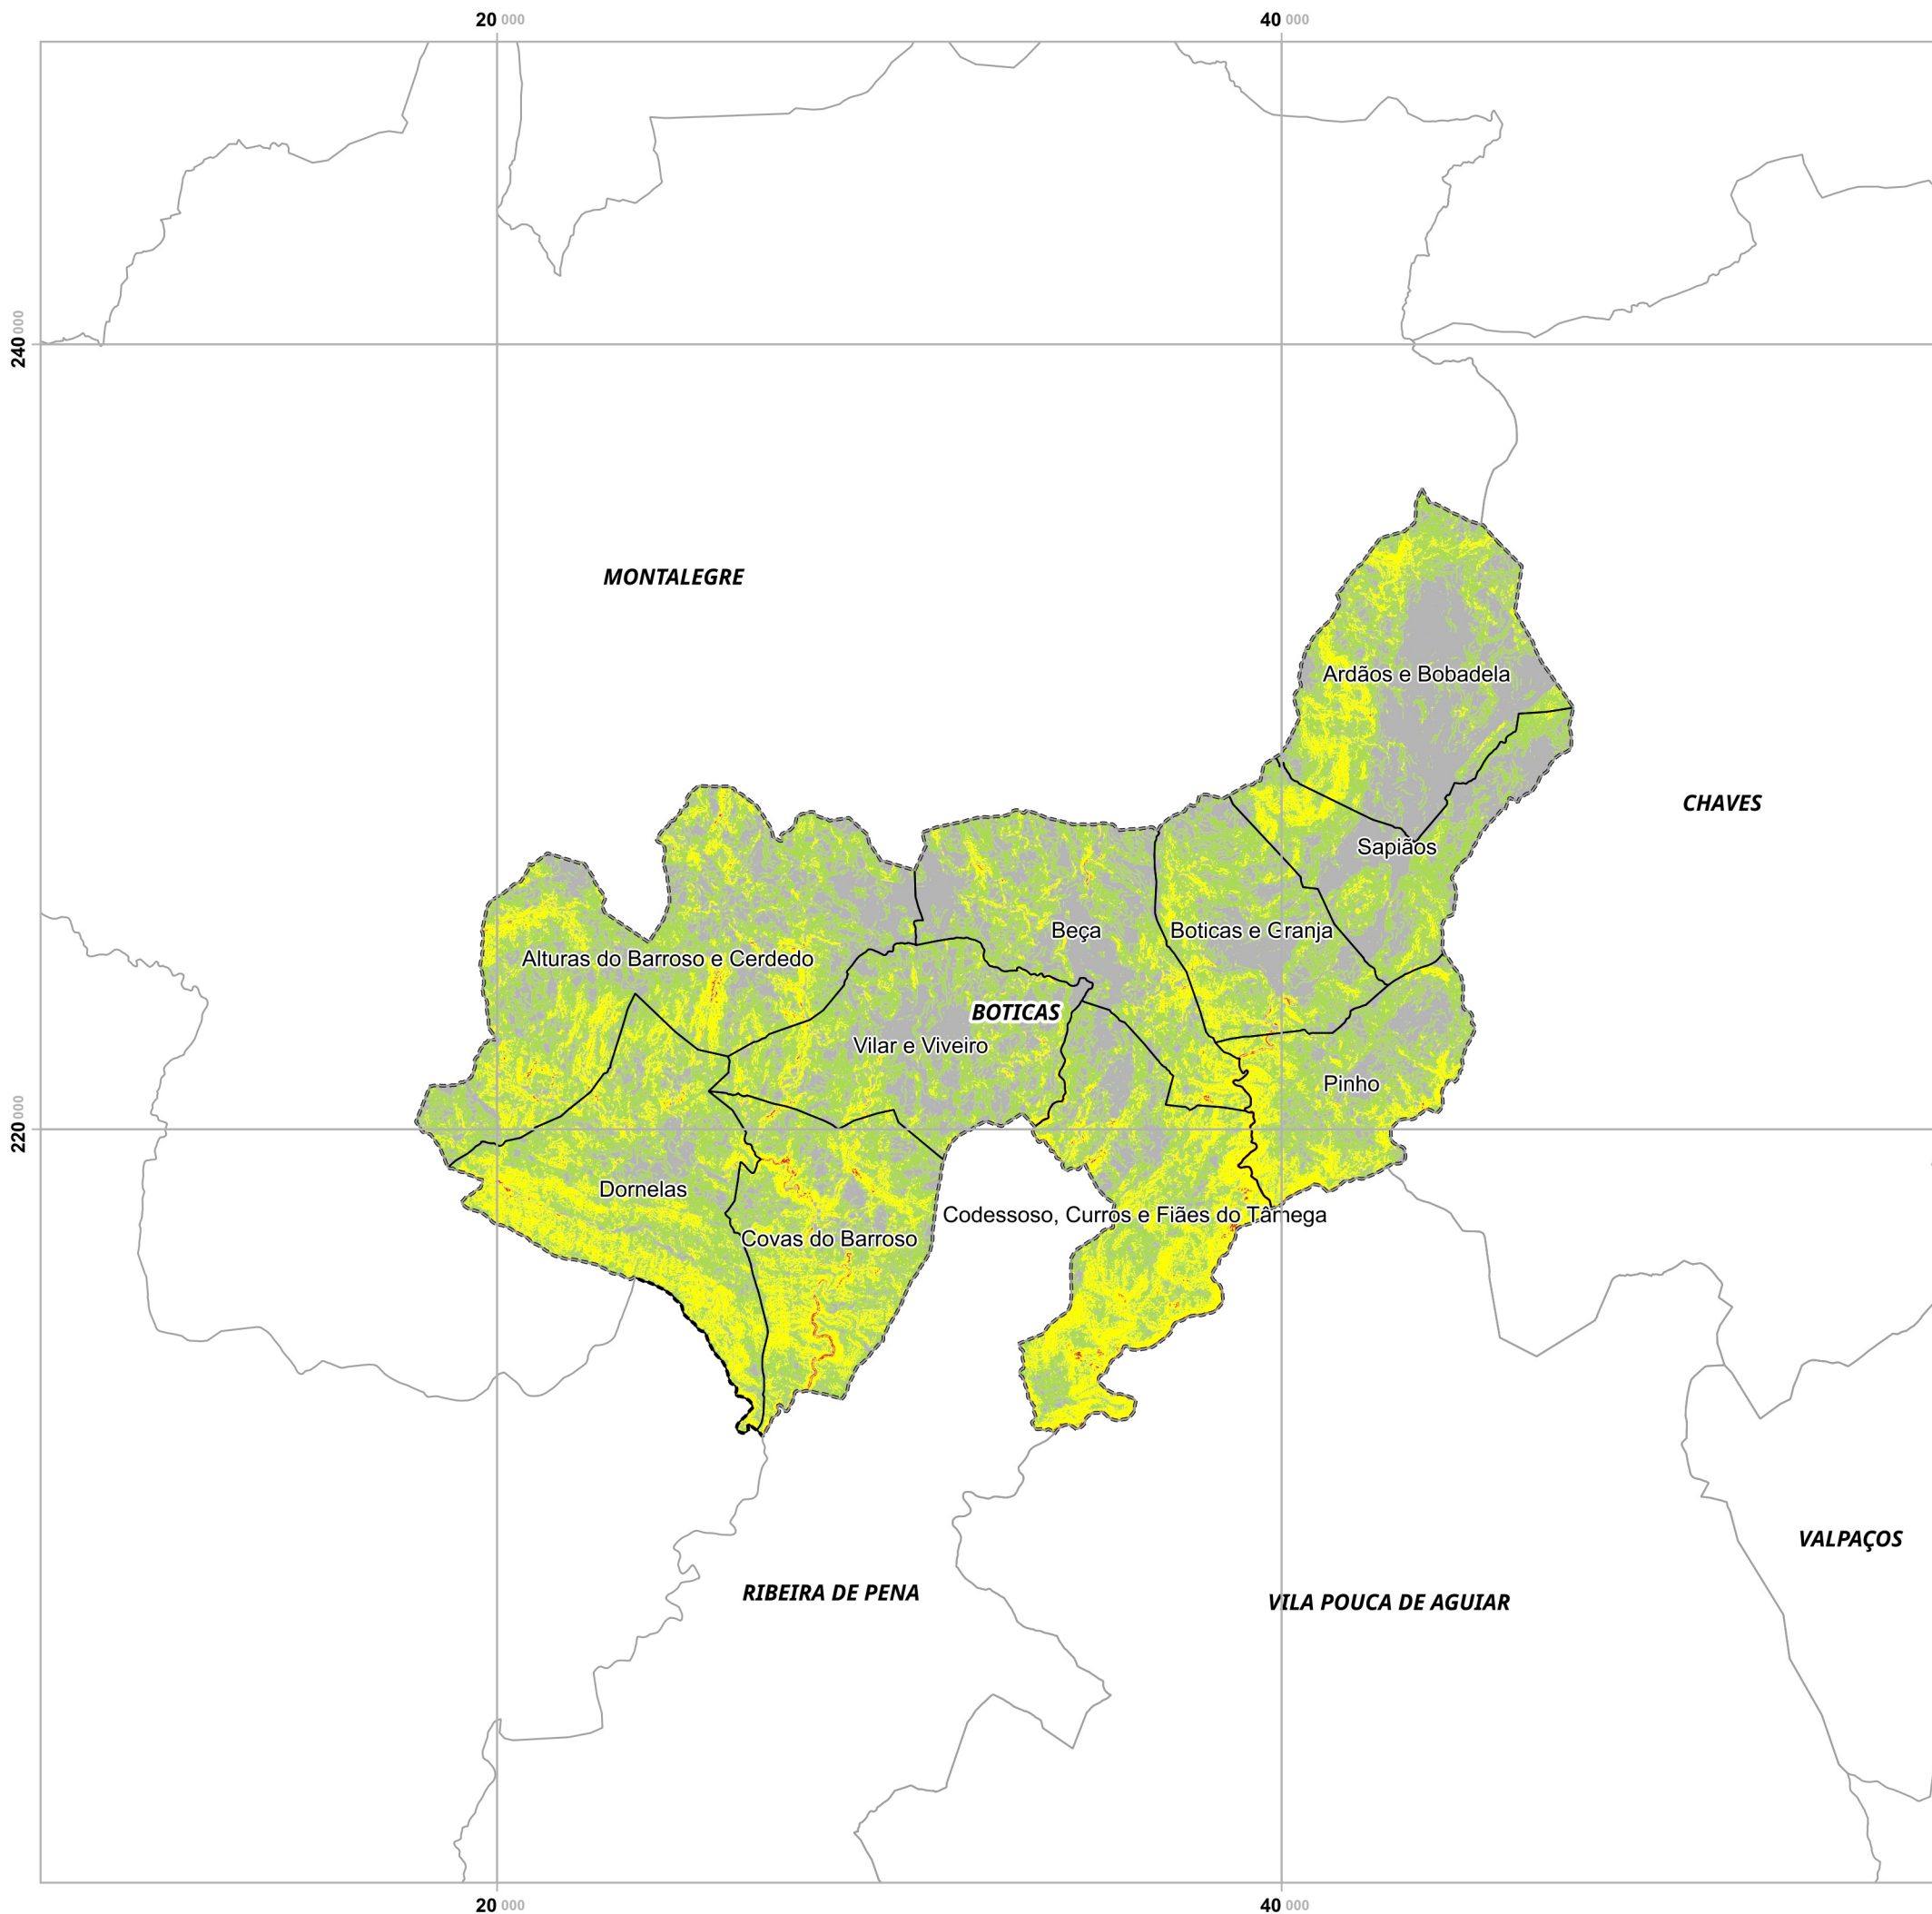 20 000
40 000
240 000
MONTALEGRE
Ardãos e Bobadela
CHAVES
Sapiãos
Beça
Boticas e Granja
Alturas do Barroso e Cerdedo
BOTICAS
Vilar e Viveiro
Pinho
220 000
Dornelas
Codessoso, Curros e Fiães do Tâmega
Covas do Barroso
VALPAÇOS
RIBEIRA DE PENA
VILA POUCA DE AGUIAR
20 000
40 000